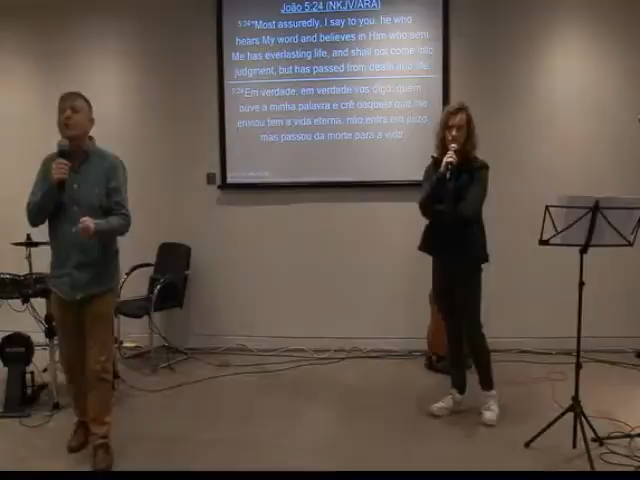 João 5:24 (NKJV/ARA)
5:24 "Most assuredly, I say to you, he who
hears My word and believes in Him who sent
Me has everlasting life, and shall not come into
judgment, but has passed from death into life.
5:24 Em verdade, em verdade vos digo: quem
ouve a minha palavra e crê naquele que me
enviou tem a vida eterna, não entra em juízo,
mas passou da morte para a vida.